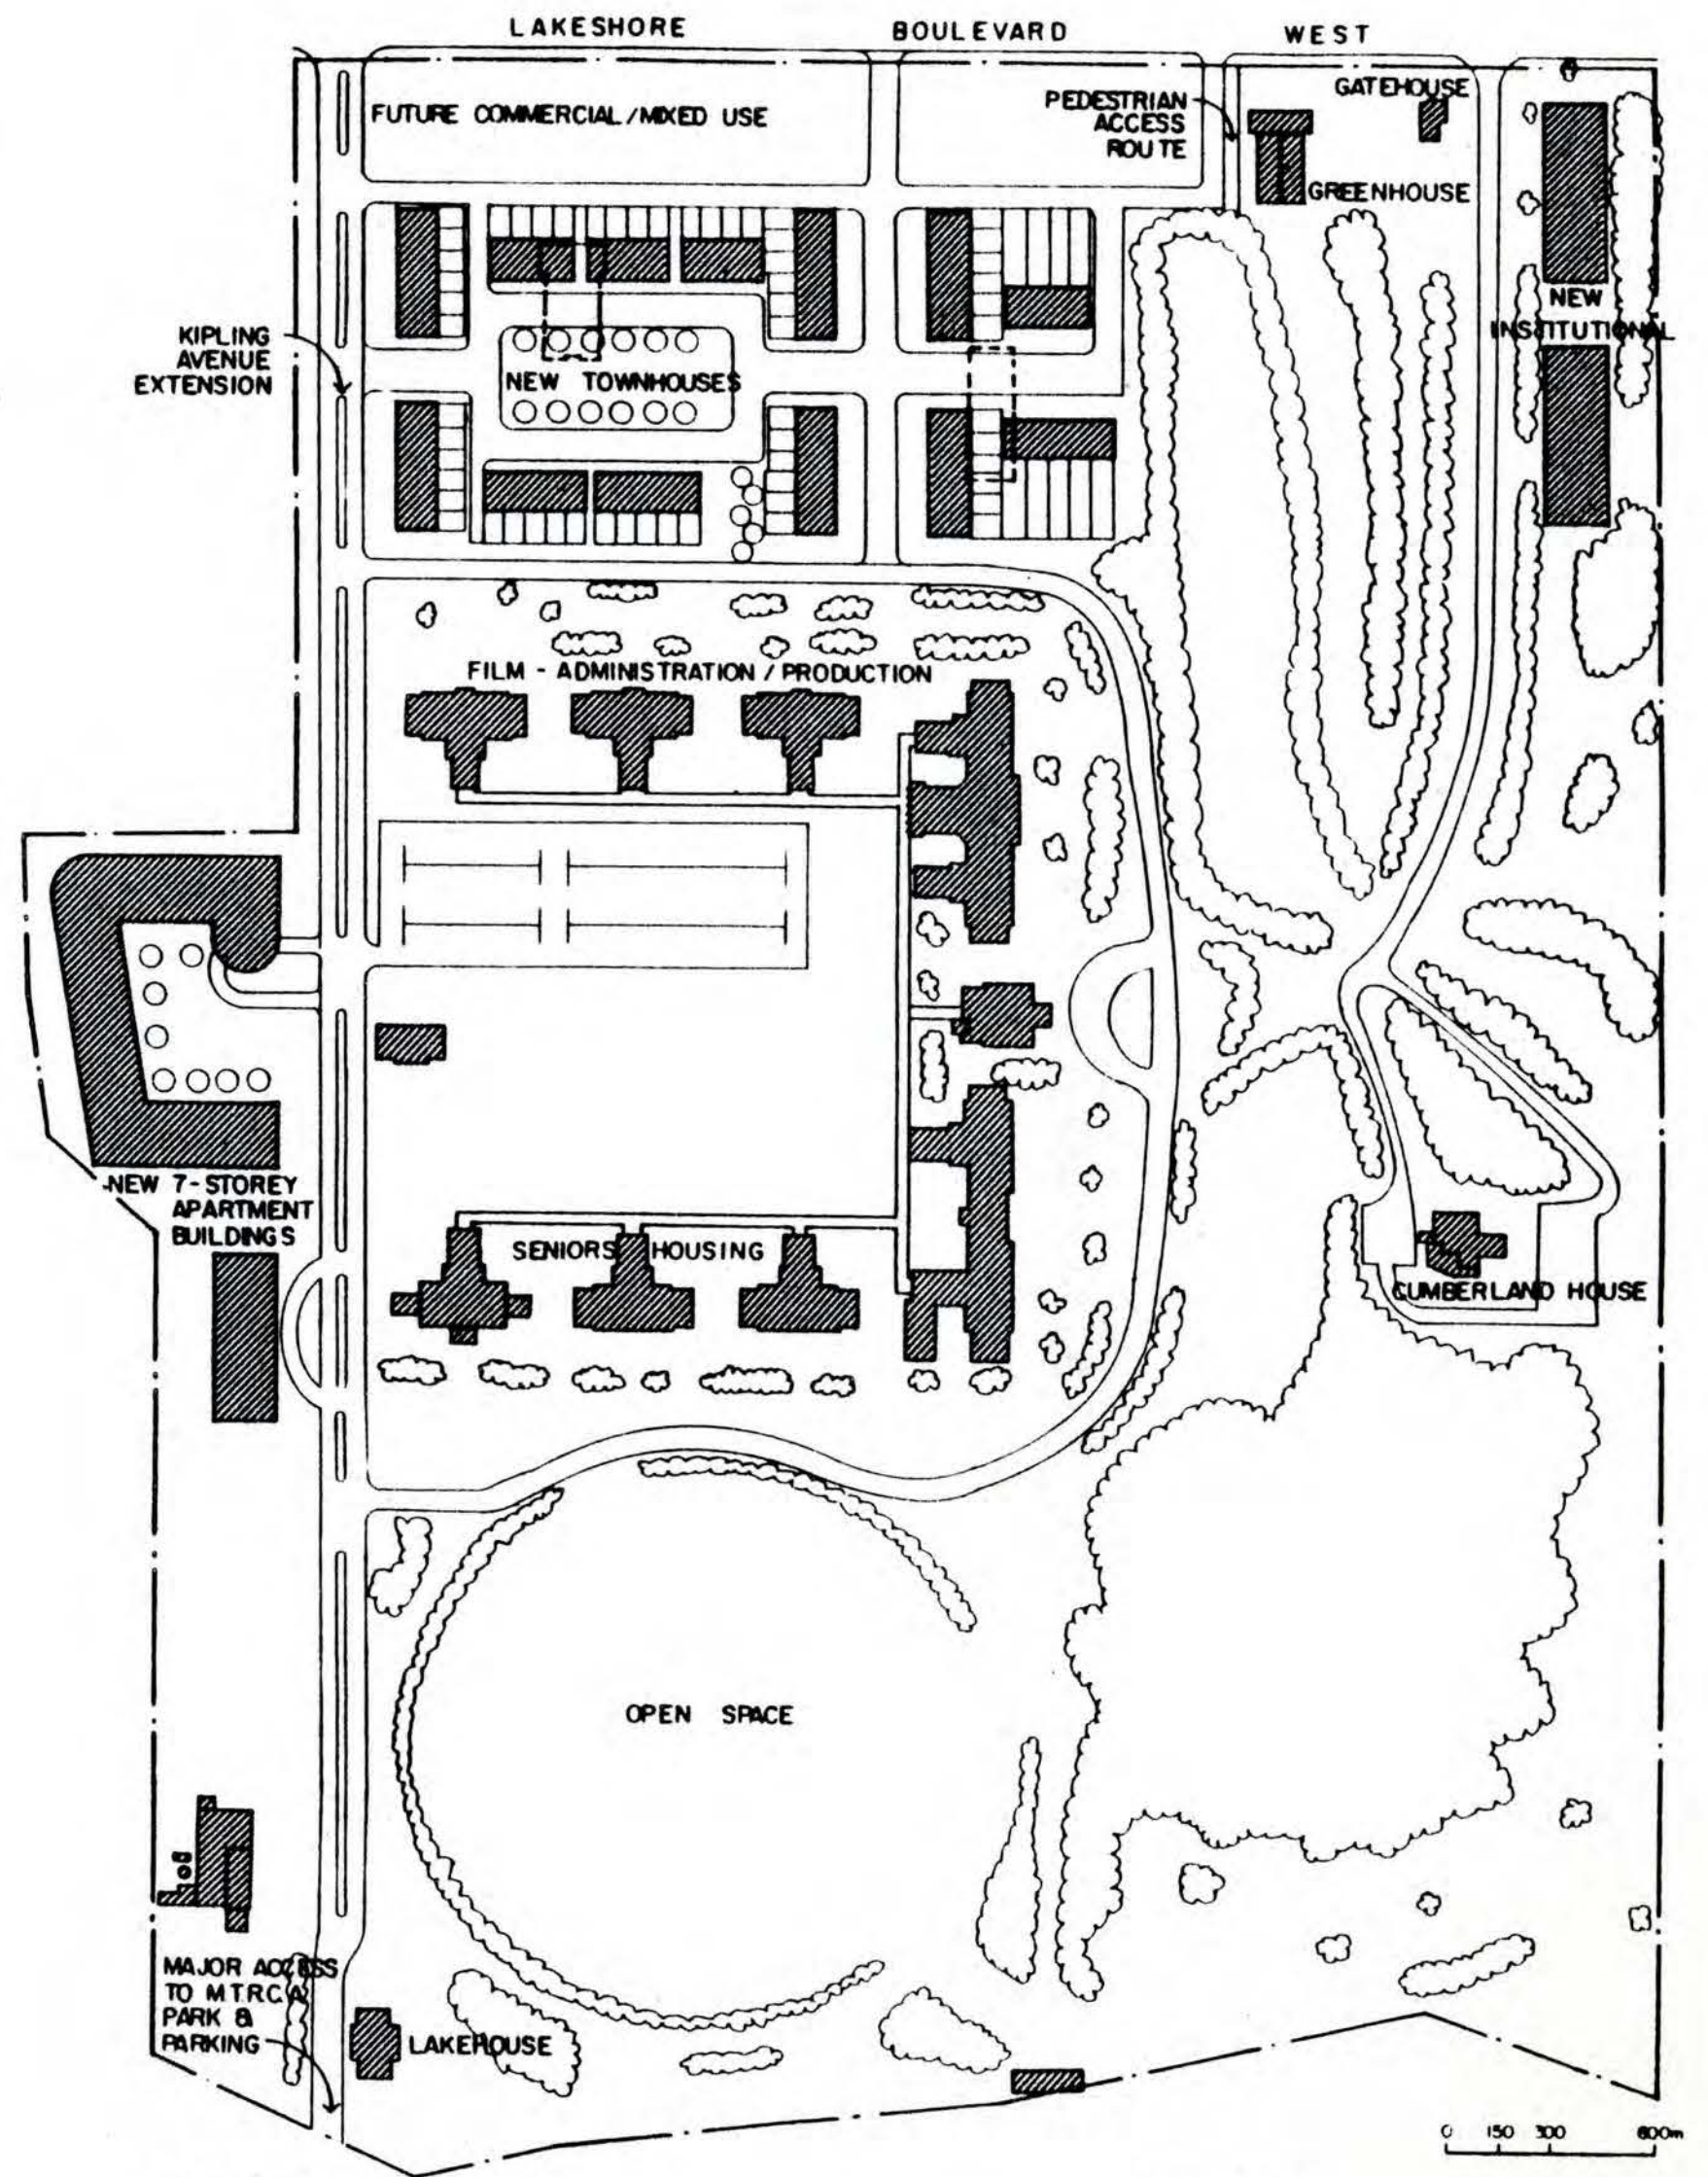 LAKESHORE BOULEVARD WEST
FUTURE COMMERCIAL/MIXED USE
PEDESTRIAN
ACCESS
ROUTE
GATEHOUSE
GREENHOUSE
NEW
INSTITUTIONAL
KIPLING
AVENUE
EXTENSION
NEW TOWNHOUSES
FILM - ADMINISTRATION / PRODUCTION
NEW 7-STOREY
APARTMENT
BUILDINGS
SENIORS HOUSING
CUMBERLAND HOUSE
OPEN SPACE
MAJOR ACCESS
TO M.T.R.C.A.
PARK &
PARKING
LAKEHOUSE
0 150 300 600m